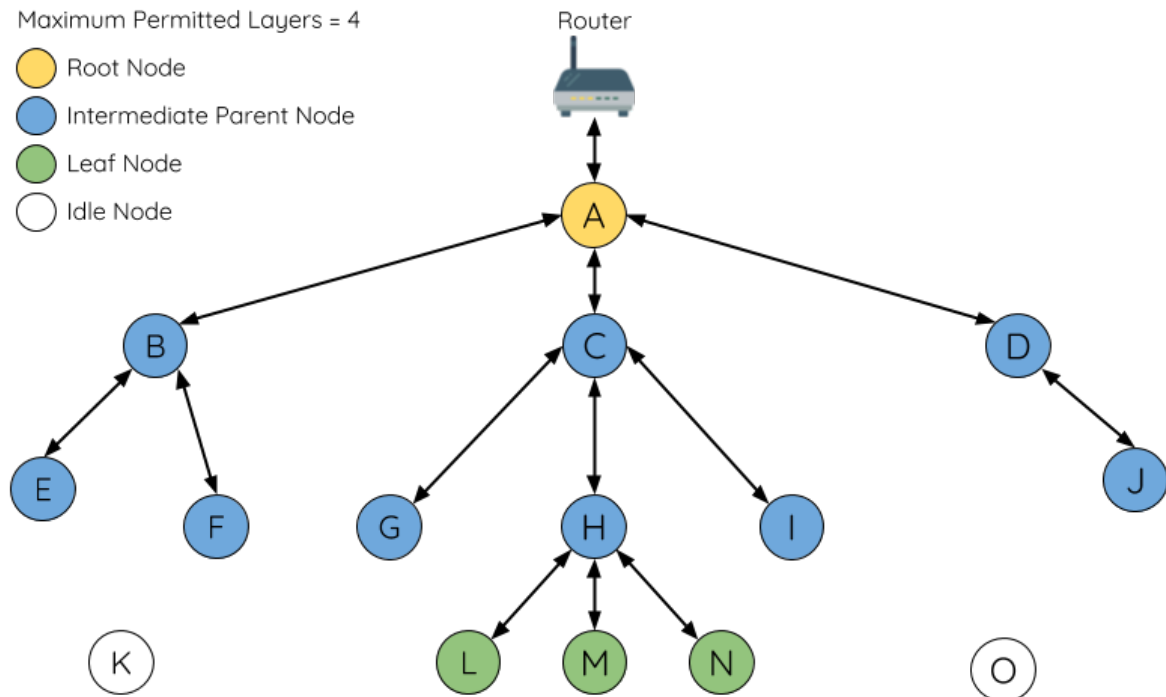 Maximum Permitted Layers = 4
Router
Root Node
Intermediate Parent Node
Leaf Node
Idle Node
A
B
C
D
E
F
G
H
I
J
K
L
M
N
O